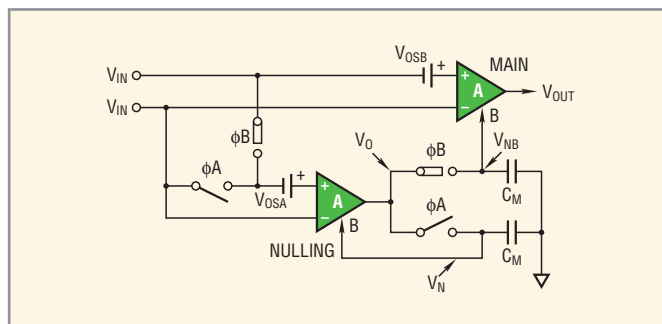 V_OSB
MAIN
V_IN
+
+
A
V_OUT
V_IN
−
B
ϕB
V_O
ϕB
V_NB
ϕA
+
+
C_M
V_OSA
A
−
ϕA
B
NULLING
C_M
V_N